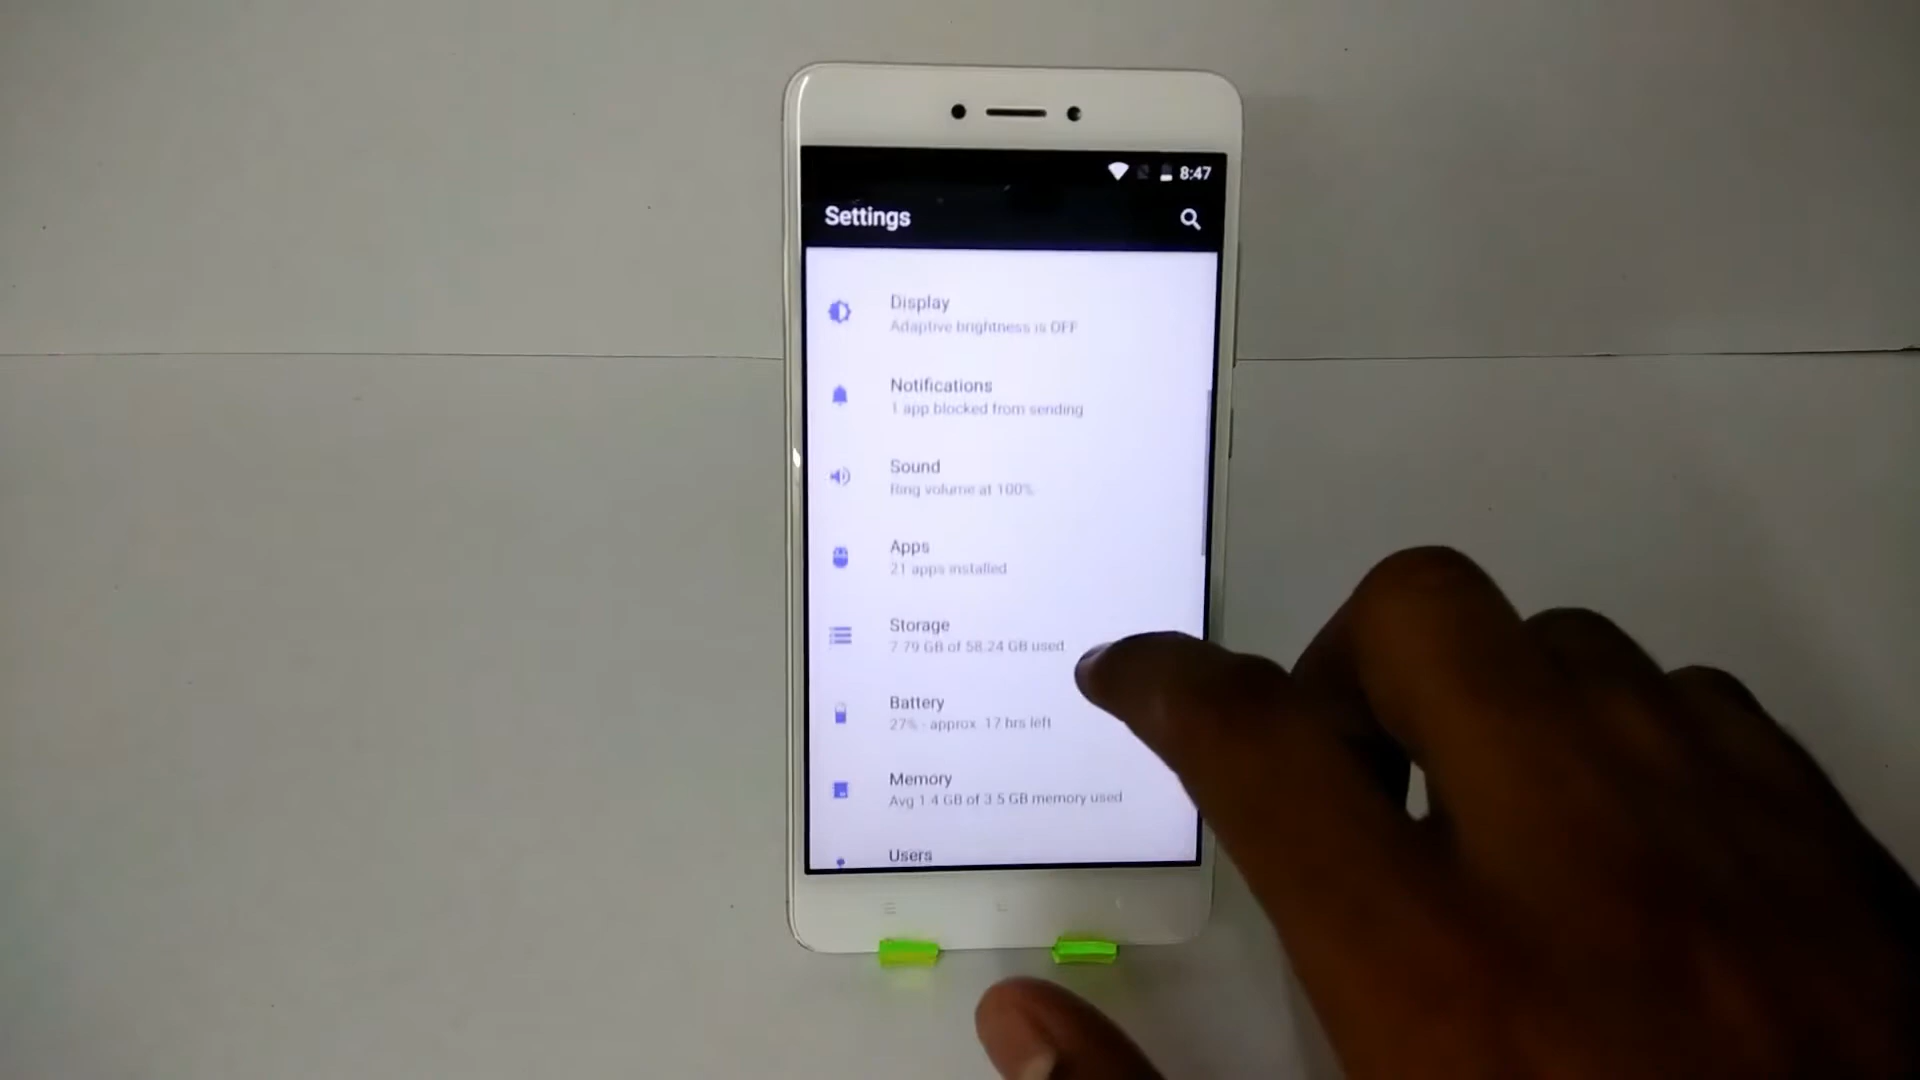 8:47
Settings
Display
Adaptive brightness is OFF
Notifications
1 app blocked from sending
Sound
Ring volume at 100%
Apps
21 apps installed
Storage
7.79 GB of 58.24 GB used
Battery
27% - approx. 17 hrs left
Memory
Avg 1.4 GB of 3.5 GB memory used
Users